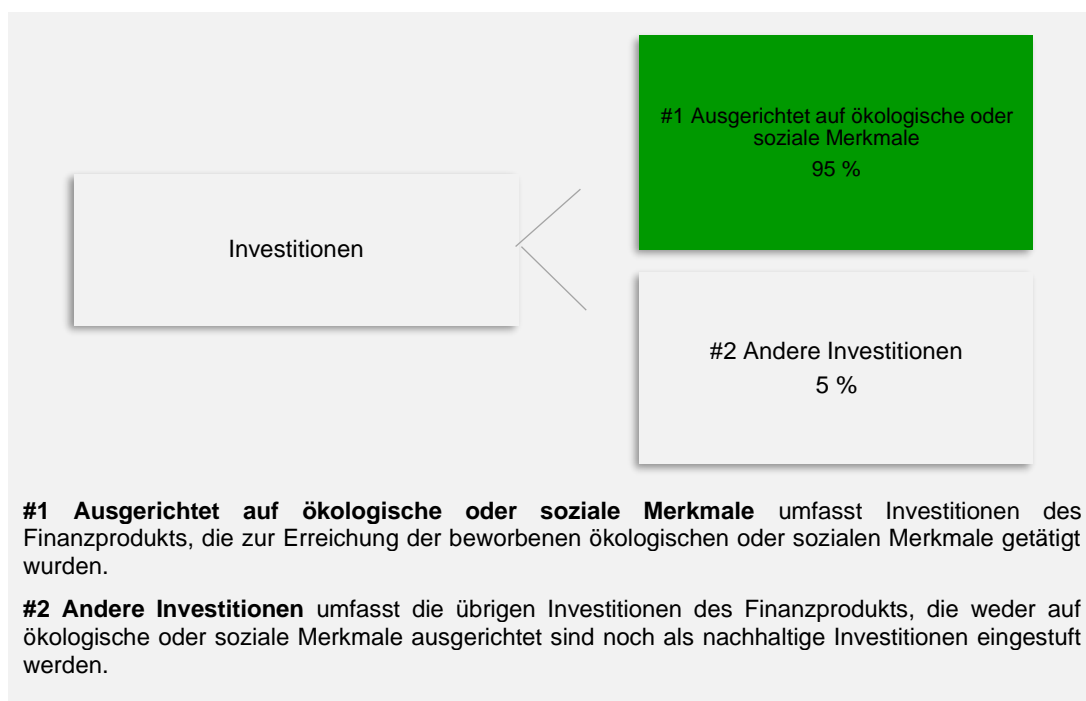 #1 Ausgerichtet auf ökologische oder
soziale Merkmale
95 %
Investitionen
#2 Andere Investitionen
5 %
#1 Ausgerichtet auf ökologische oder soziale Merkmale umfasst Investitionen des
Finanzprodukts, die zur Erreichung der beworbenen ökologischen oder sozialen Merkmale getätigt
wurden.
#2 Andere Investitionen umfasst die übrigen Investitionen des Finanzprodukts, die weder auf
ökologische oder soziale Merkmale ausgerichtet sind noch als nachhaltige Investitionen eingestuft
werden.